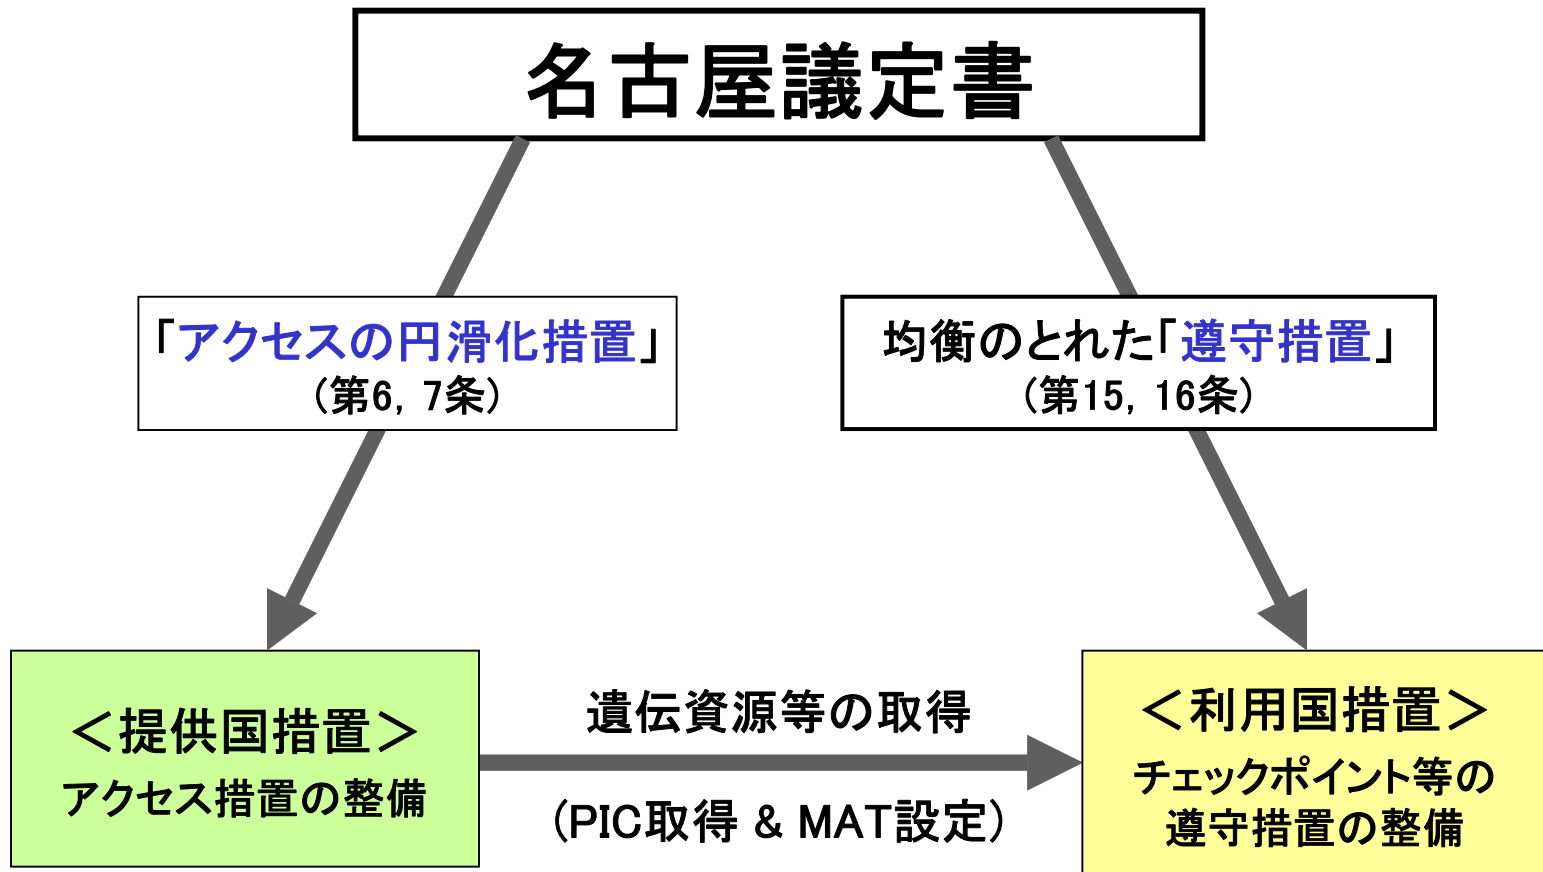 名古屋議定書
「アクセスの円滑化措置」
（第6，7条）
均衡のとれた「遵守措置」
（第15，16条）
＜提供国措置＞
アクセス措置の整備
遺伝資源等の取得
（PIC取得 & MAT設定）
＜利用国措置＞
チェックポイント等の
遵守措置の整備